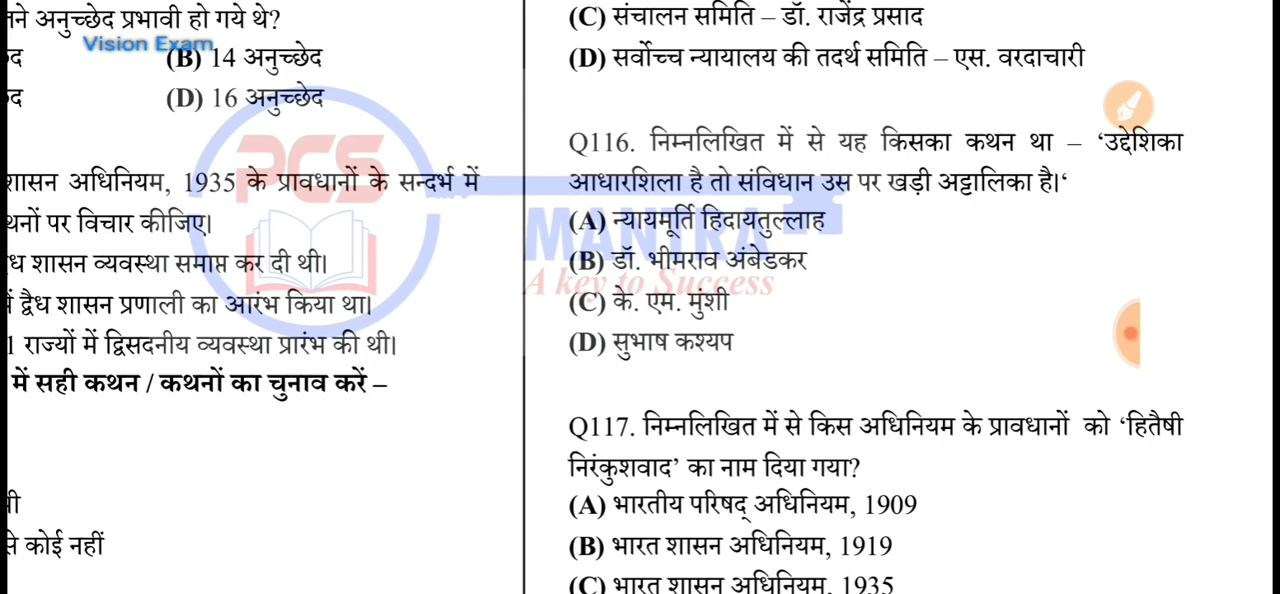 तने अनुच्छेद प्रभावी हो गये थे?
Vision Exam
द (B) 14 अनुच्छेद
द (D) 16 अनुच्छेद
PCS
शासन अधिनियम, 1935 के प्रावधानों के सन्दर्भ में
थनों पर विचार कीजिए।
ध शासन व्यवस्था समाप्त कर दी थी।
में द्वैध शासन प्रणाली का आरंभ किया था।
1 राज्यों में द्विसदनीय व्यवस्था प्रारंभ की थी।
में सही कथन / कथनों का चुनाव करें –
से कोई नहीं
(C) संचालन समिति – डॉ. राजेंद्र प्रसाद
(D) सर्वोच्च न्यायालय की तदर्थ समिति – एस. वरदाचारी
Q116. निम्नलिखित में से यह किसका कथन था – ‘उद्देशिका
आधारशिला है तो संविधान उस पर खड़ी अट्टालिका है।‘
MANTRA
(A) न्यायमूर्ति हिदायतुल्लाह
(B) डॉ. भीमराव अंबेडकर
A key to Success
(C) के. एम. मुंशी
(D) सुभाष कश्यप
Q117. निम्नलिखित में से किस अधिनियम के प्रावधानों को ‘हितैषी
निरंकुशवाद’ का नाम दिया गया?
(A) भारतीय परिषद् अधिनियम, 1909
(B) भारत शासन अधिनियम, 1919
(C) भारत शासन अधिनियम, 1935